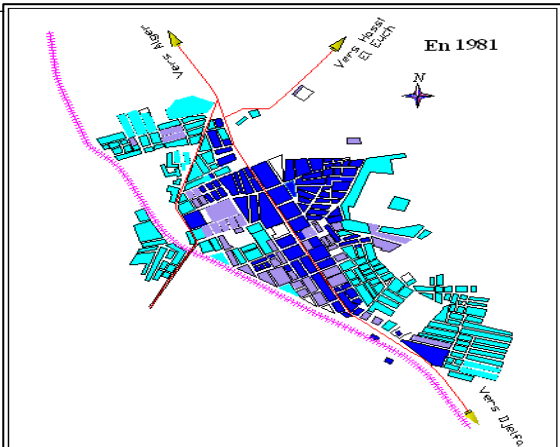 En 1981
Vers Alger
Vers Hassi
El Euch
N
Vers Djelfa